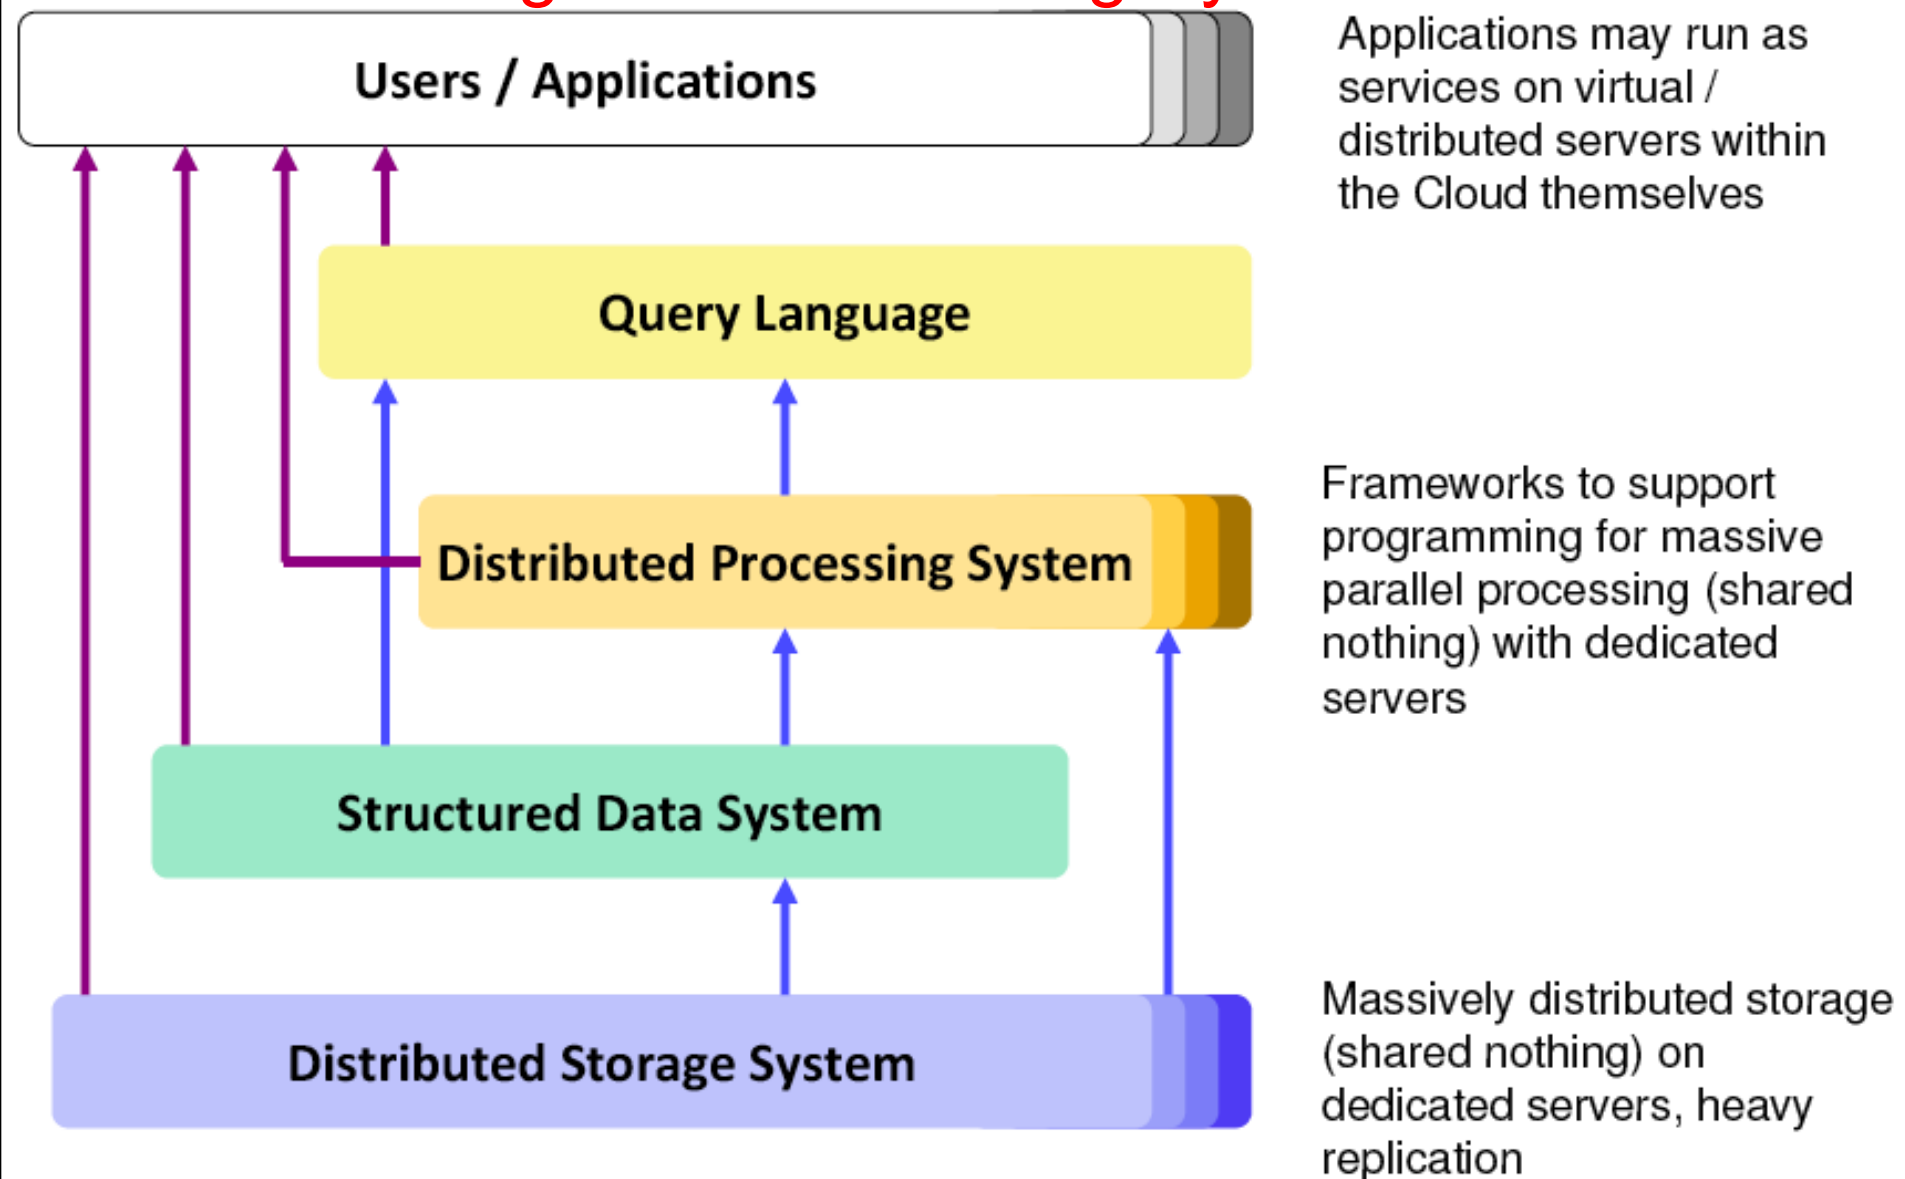 Users / Applications
Applications may run as
services on virtual /
distributed servers within
the Cloud themselves
Query Language
Distributed Processing System
Frameworks to support
programming for massive
parallel processing (shared
nothing) with dedicated
servers
Structured Data System
Distributed Storage System
Massively distributed storage
(shared nothing) on
dedicated servers, heavy
replication